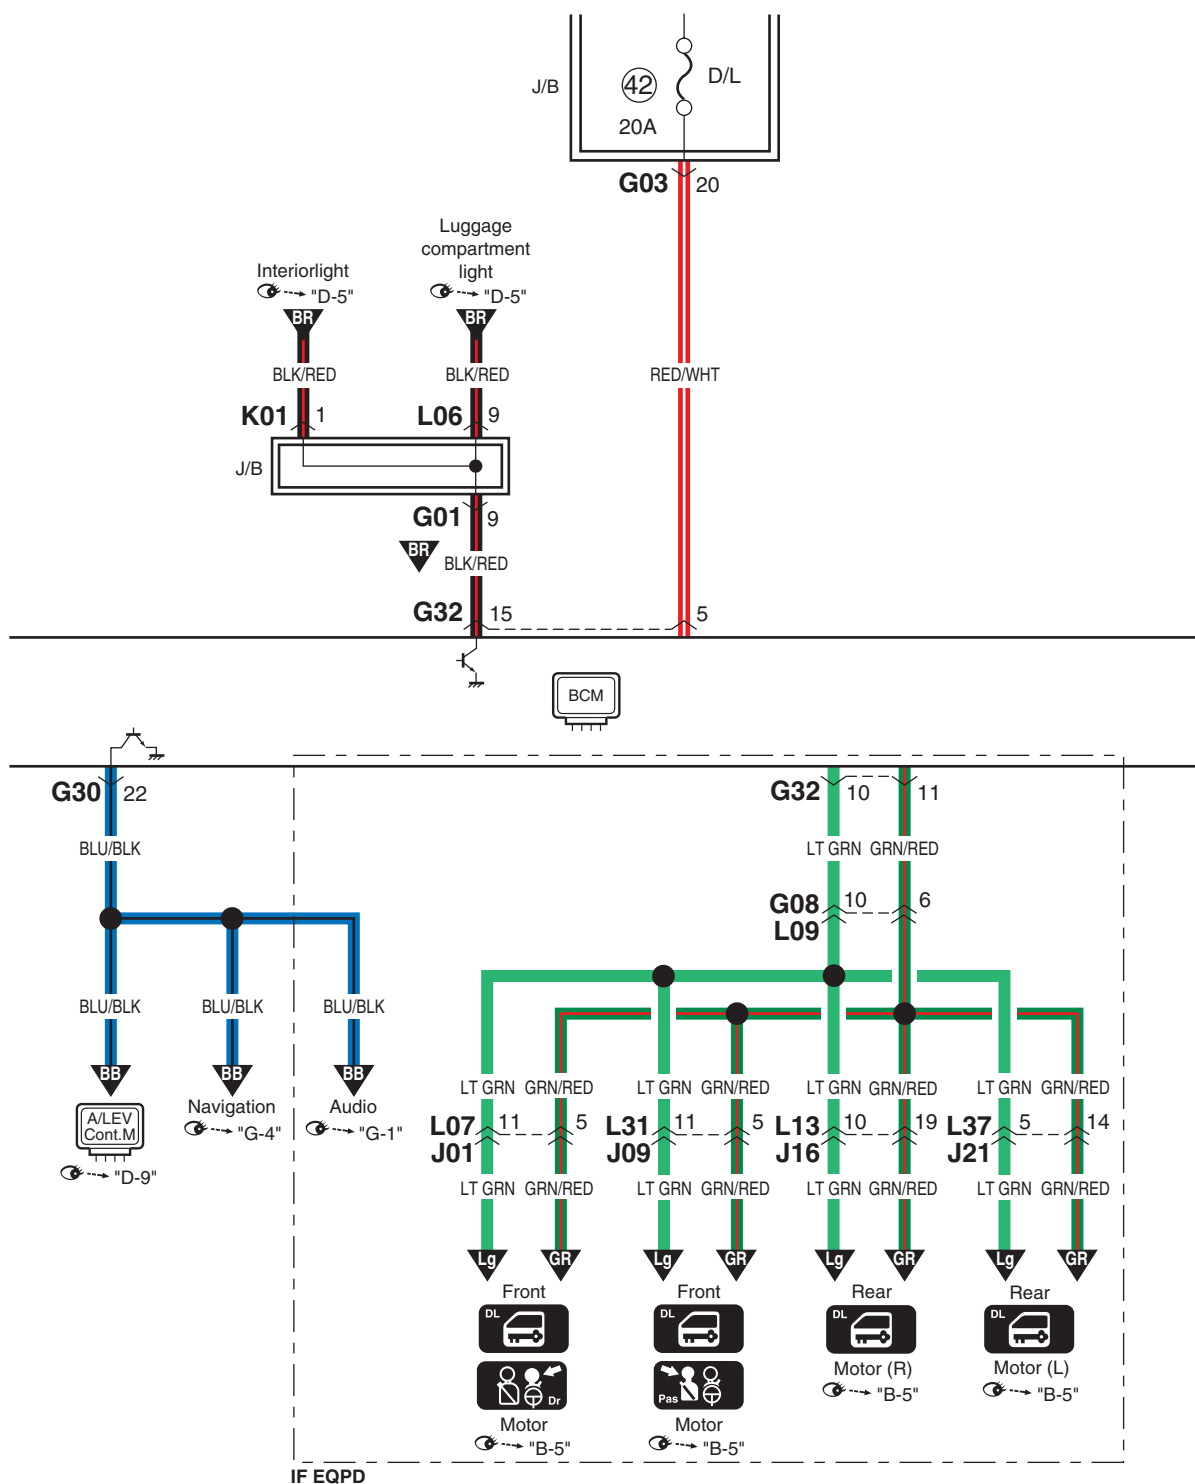 J/B
42
D/L
20A
G03 20
Luggage
compartment
light
Interiorlight
"D-5"
"D-5"
BR
BR
BLK/RED
BLK/RED
RED/WHT
K01 1
L06 9
J/B
G01 9
BR
BLK/RED
G32 15
5
BCM
G30 22
G32 10
11
BLU/BLK
LT GRN
GRN/RED
G08 10
6
L09
BLU/BLK
BLU/BLK
BLU/BLK
BB
BB
BB
LT GRN
GRN/RED
LT GRN
GRN/RED
LT GRN
GRN/RED
LT GRN
GRN/RED
A/LEV
Cont.M
"D-9"
Navigation
"G-4"
Audio
"G-1"
L07 11
5
L31 11
5
L13 10
19
L37 5
14
J01
J09
J16
J21
LT GRN
GRN/RED
LT GRN
GRN/RED
LT GRN
GRN/RED
LT GRN
GRN/RED
Lg
GR
Lg
GR
Lg
GR
Lg
GR
Front
Front
Rear
Rear
DL
DL
DL
DL
Dr
Pas
Motor (R)
"B-5"
Motor (L)
"B-5"
Motor
"B-5"
Motor
"B-5"
IF EQPD